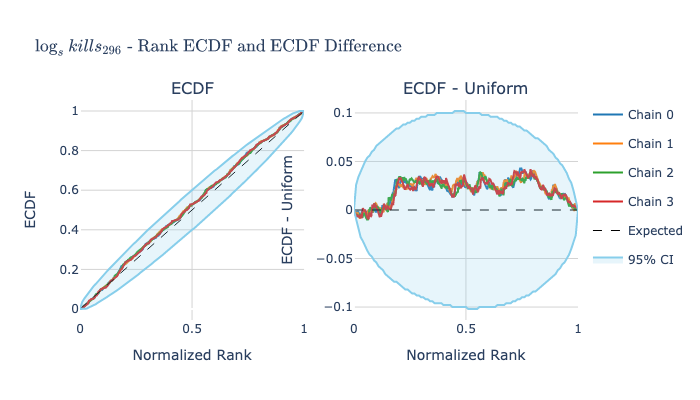 log_s kills_296 - Rank ECDF and ECDF Difference
ECDF
ECDF - Uniform
ECDF
1
0.8
0.6
0.4
0.2
0
0
0.5
1
Normalized Rank
ECDF - Uniform
0.1
0.05
0
−0.05
−0.1
0
0.5
1
Normalized Rank
Chain 0
Chain 1
Chain 2
Chain 3
Expected
95% CI